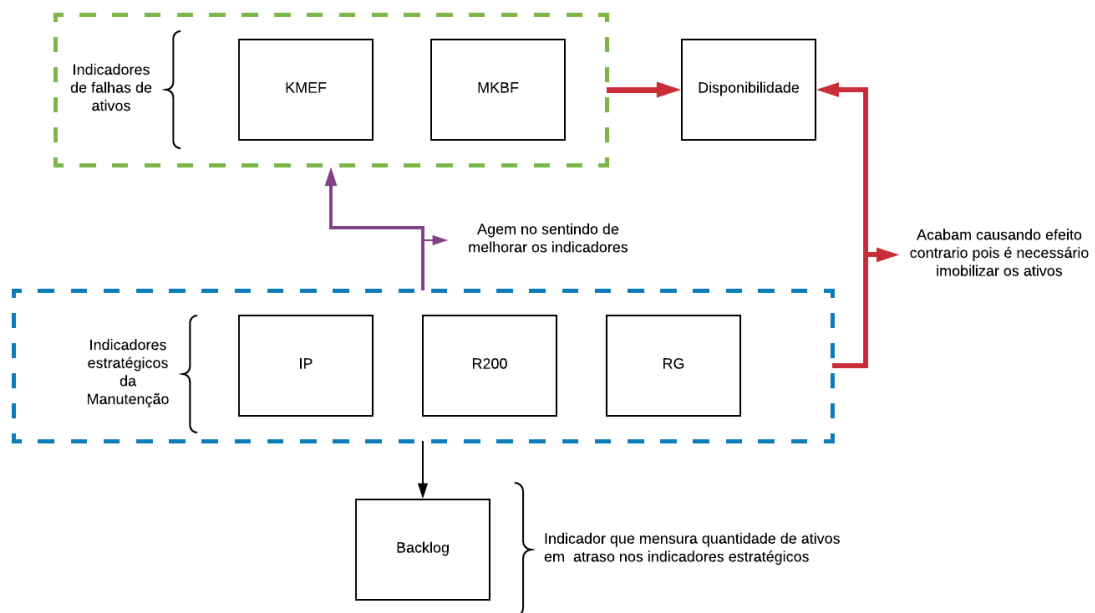 Indicadores
de falhas de
ativos
KMEF
MKBF
Disponibilidade
Agem no sentindo de
melhorar os indicadores
Acabam causando efeito
contrario pois é necessário
imobilizar os ativos
Indicadores
estratégicos
da
Manutenção
IP
R200
RG
Backlog
Indicador que mensura quantidade de ativos
em atraso nos indicadores estratégicos